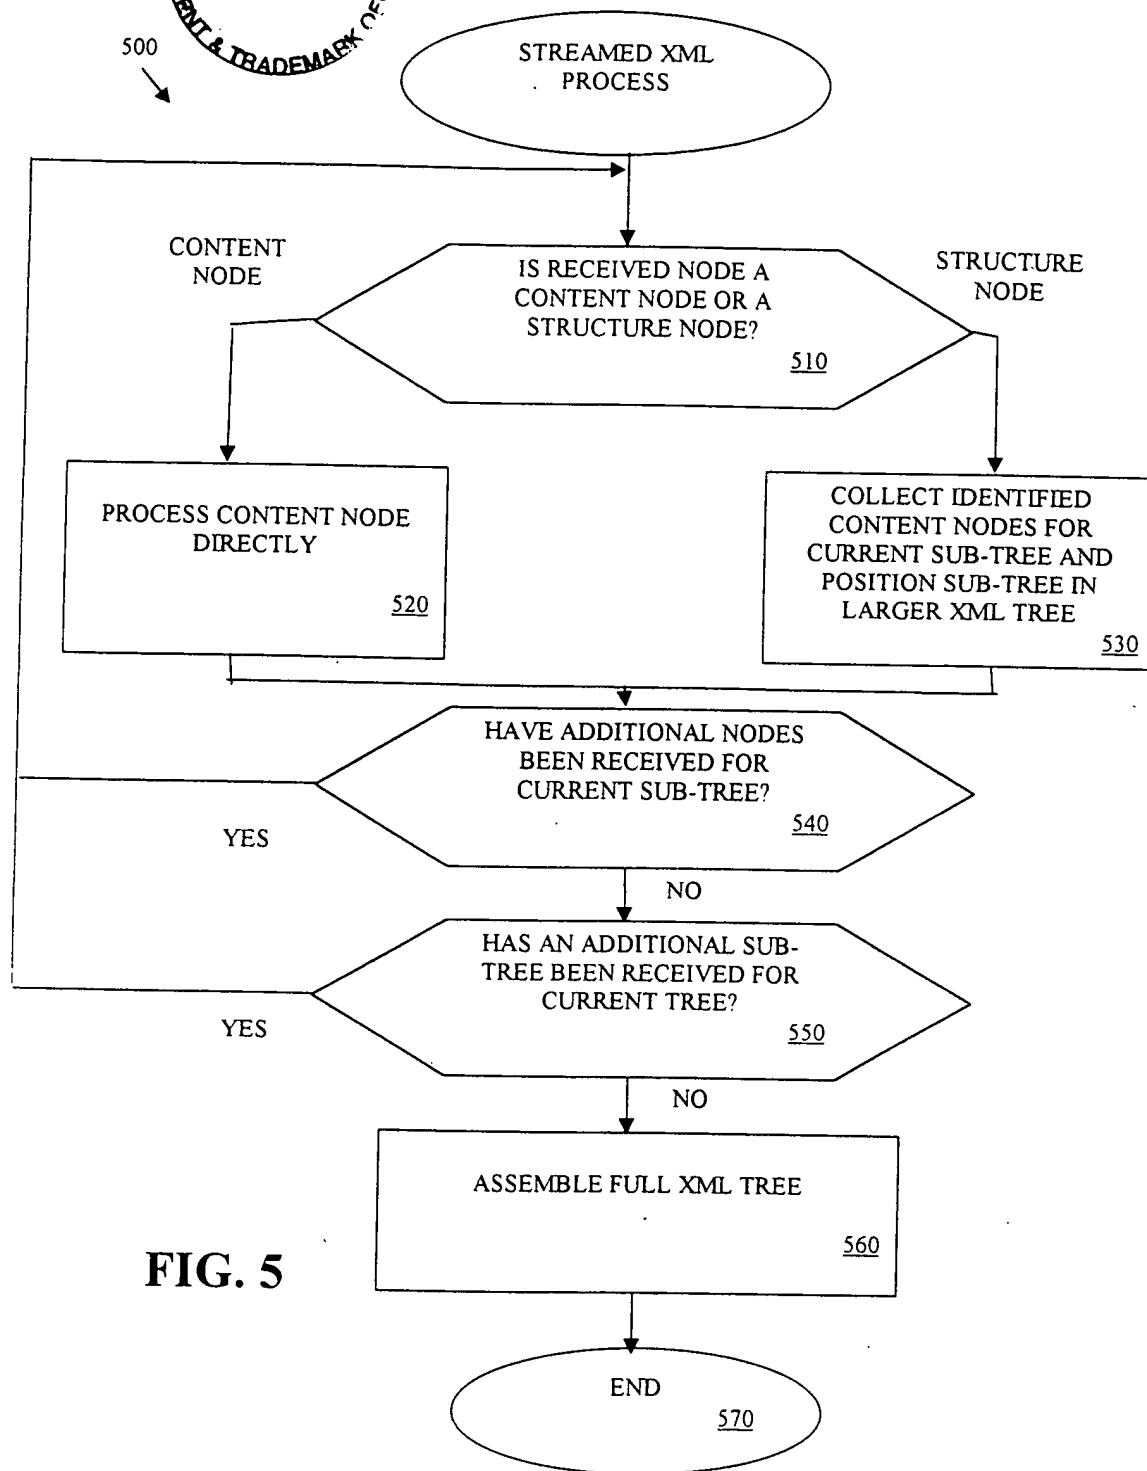 ENT & TRADEMARK OF
500
STREAMED XML
PROCESS
CONTENT
NODE
IS RECEIVED NODE A
CONTENT NODE OR A
STRUCTURE NODE?
510
STRUCTURE
NODE
PROCESS CONTENT NODE
DIRECTLY
520
COLLECT IDENTIFIED
CONTENT NODES FOR
CURRENT SUB-TREE AND
POSITION SUB-TREE IN
LARGER XML TREE
530
HAVE ADDITIONAL NODES
BEEN RECEIVED FOR
CURRENT SUB-TREE?
540
YES
NO
HAS AN ADDITIONAL SUB-
TREE BEEN RECEIVED FOR
CURRENT TREE?
550
YES
NO
ASSEMBLE FULL XML TREE
560
FIG. 5
END
570